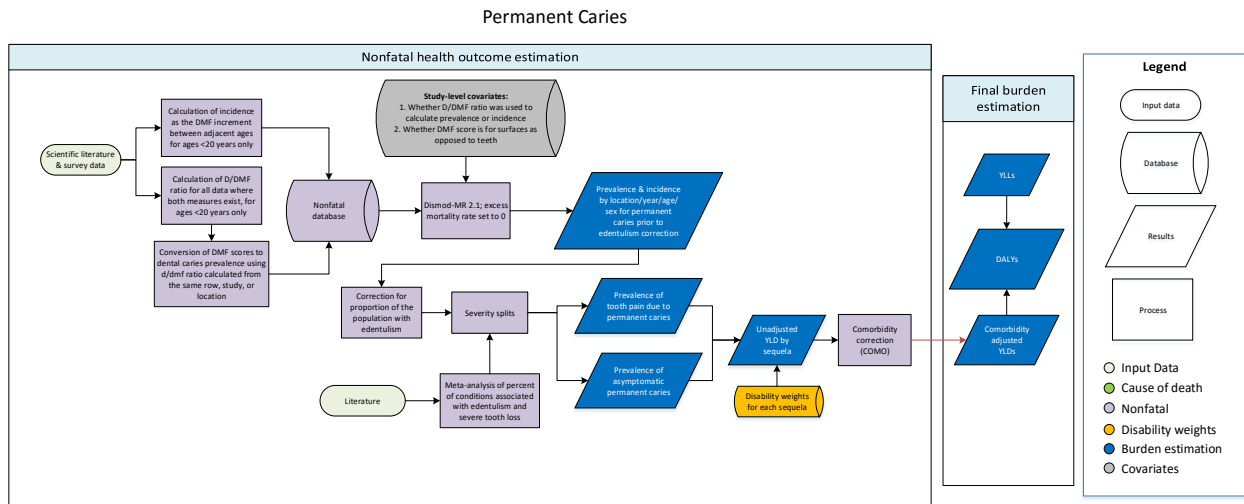 Permanent Caries
Nonfatal health outcome estimation
Scientific literature
& survey data
Calculation of incidence
as the DMF increment
between adjacent ages
for ages <20 years only
Calculation of D/DMF
ratio for all data where
both measures exist, for
ages <20 years only
Conversion of DMF scores to
dental caries prevalence using
d/dmf ratio calculated from
the same row, study, or
location
Nonfatal
database
Study-level covariates:
1. Whether D/DMF ratio was used to
calculate prevalence or incidence
2. Whether DMF score is for surfaces as
opposed to teeth
Dismod-MR 2.1; excess
mortality rate set to 0
Prevalence & incidence
by location/year/age/
sex for permanent
caries prior to
edentulism correction
Correction for
proportion of the
population with
edentulism
Severity splits
Literature
Meta-analysis of percent
of conditions associated
with edentulism and
severe tooth loss
Prevalence of
tooth pain due to
permanent caries
Prevalence of
asymptomatic
permanent caries
Unadjusted
YLD by
sequela
Disability weights
for each sequela
Comorbidity
correction
(COMO)
Final burden
estimation
YLLs
DALYs
Comorbidity
adjusted
YLDs
Legend
Input data
Database
Results
Process
Input Data
Cause of death
Nonfatal
Disability weights
Burden estimation
Covariates